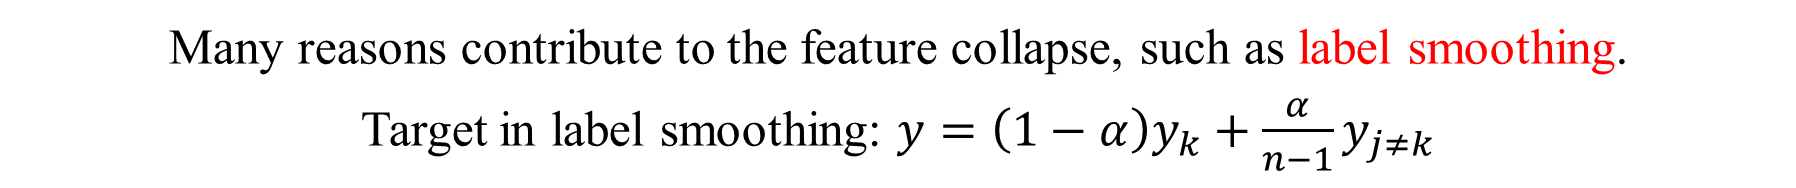 Many reasons contribute to the feature collapse, such as label smoothing.
Target in label smoothing: y = (1 − α)y_k + \frac{α}{n−1} y_{j≠k}